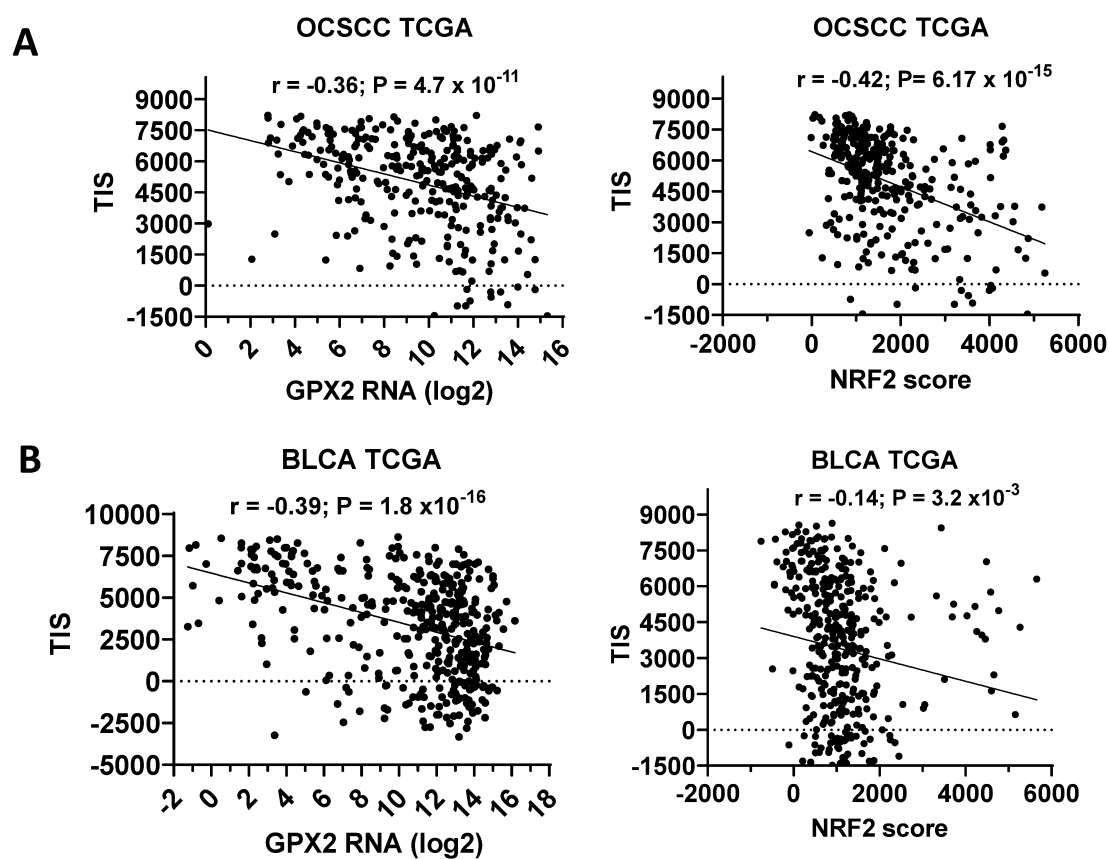 A
OCSCC TCGA
r = -0.36; P = 4.7 x 10-11
9000
7500
6000
4500
3000
1500
0
-1500
TIS
0 2 4 6 8 10 12 14 16
GPX2 RNA (log2)
OCSCC TCGA
r = -0.42; P= 6.17 x 10-15
9000
7500
6000
4500
3000
1500
0
-1500
TIS
-2000 0 2000 4000 6000
NRF2 score
B
BLCA TCGA
r = -0.39; P = 1.8 x10-16
10000
7500
5000
2500
0
-2500
-5000
TIS
-2 0 2 4 6 8 10 12 14 16 18
GPX2 RNA (log2)
BLCA TCGA
r = -0.14; P = 3.2 x10-3
9000
7500
6000
4500
3000
1500
0
-1500
TIS
-2000 0 2000 4000 6000
NRF2 score